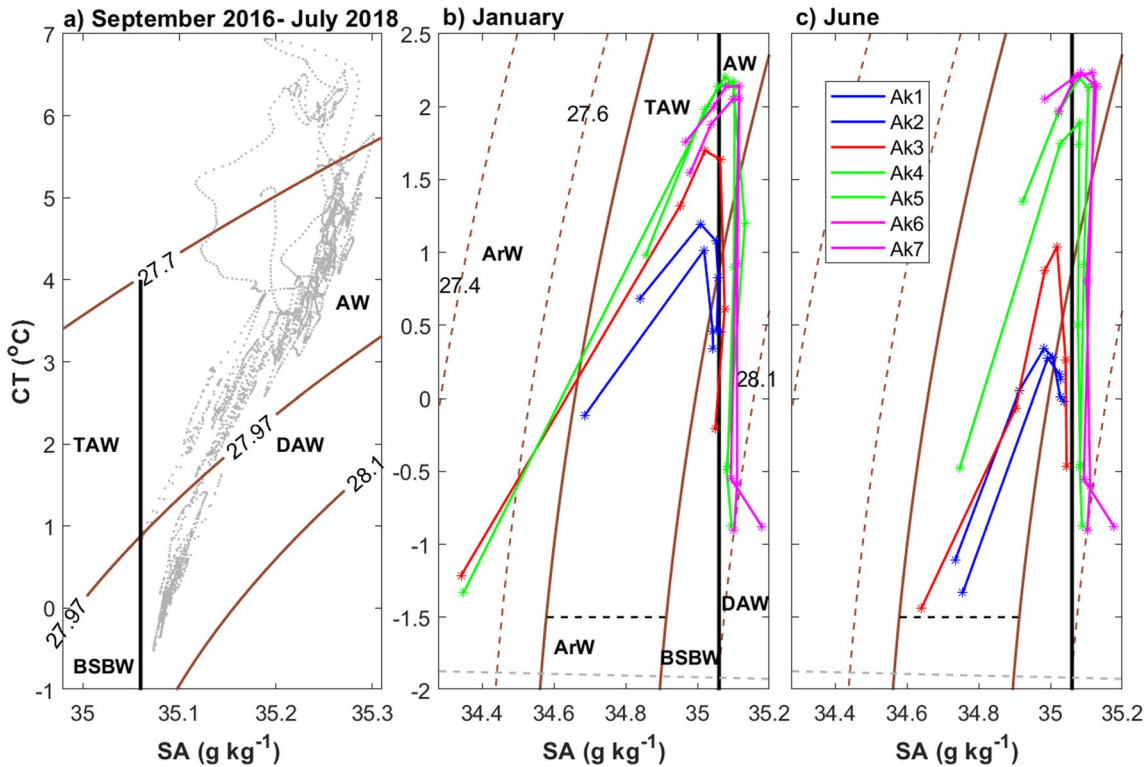 a) September 2016- July 2018
b) January
c) June
7
6
5
4
3
2
1
0
-1
CT (°C)
27.7
AW
27.97
TAW
DAW
28.1
27.97
BSBW
35
35.1
35.2
35.3
SA (g kg⁻¹)
2.5
2
1.5
1
0.5
0
-0.5
-1
-1.5
-2
AW
TAW
27.6
ArW
27.4
28.1
DAW
ArW
BSBW
34.4
34.6
34.8
35
35.2
SA (g kg⁻¹)
Ak1
Ak2
Ak3
Ak4
Ak5
Ak6
Ak7
34.4
34.6
34.8
35
35.2
SA (g kg⁻¹)